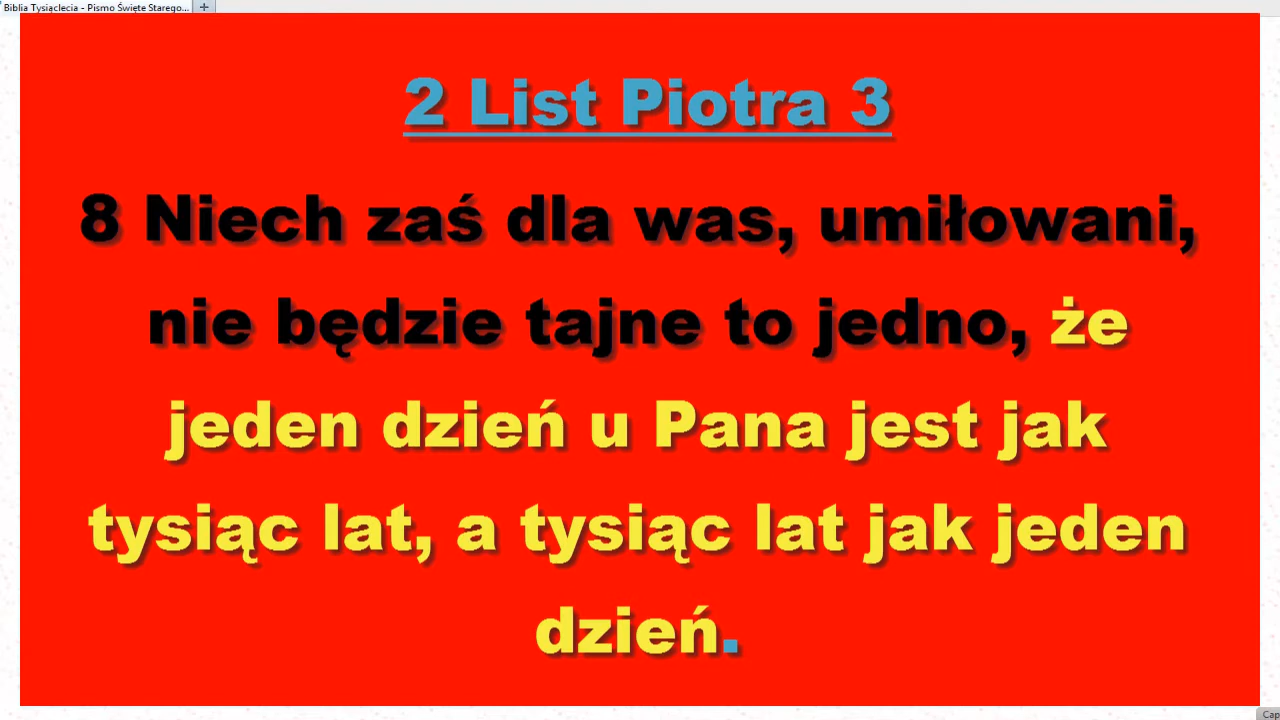 Biblia Tysiąclecia - Pismo Święte Starego...
2 List Piotra 3
8 Niech zaś dla was, umiłowani,
nie będzie tajne to jedno, że
jeden dzień u Pana jest jak
tysiąc lat, a tysiąc lat jak jeden
dzień.
Cap